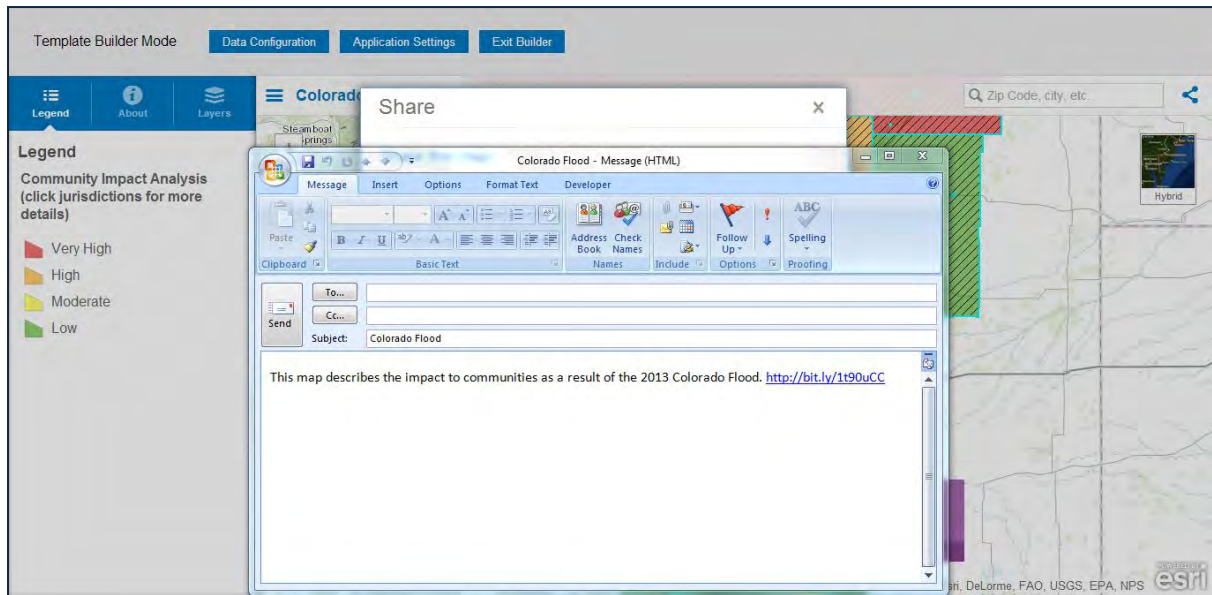 Template Builder Mode
Data Configuration
Application Settings
Exit Builder
Legend
About
Layers
Colorado
Share
Zip Code, city, etc.
Steamboat
Springs
Hybrid
Legend
Community Impact Analysis
(click jurisdictions for more
details)
Very High
High
Moderate
Low
Colorado Flood - Message (HTML)
Message
Insert
Options
Format Text
Developer
Paste
Clipboard
Basic Text
Address Book
Check Names
Names
Include
Follow Up
Options
ABC
Spelling
Proofing
Send
To...
Cc...
Subject:
Colorado Flood
This map describes the impact to communities as a result of the 2013 Colorado Flood. http://bit.ly/1t90uCC
DeLorme, FAO, USGS, EPA, NPS
esri